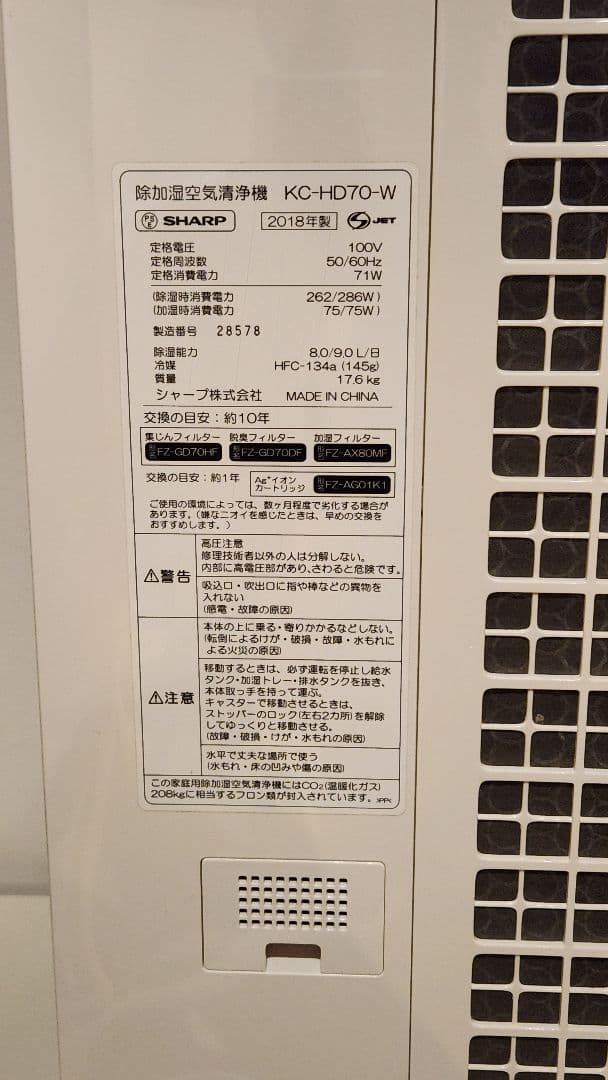 除加湿空気清浄機 KC-HD70-W
PSE SHARP 2018年製 S JET
定格電圧 100V
定格周波数 50/60Hz
定格消費電力 71W
(除湿時消費電力 262/286W)
(加湿時消費電力 75/75W)
製造番号 28578
除湿能力 8.0/9.0 L/日
冷媒 HFC-134a (145g)
質量 17.6 kg
シャープ株式会社 MADE IN CHINA
交換の目安：約10年
集じんフィルター 脱臭フィルター 加湿フィルター
形名 FZ-GD70HF 形名 FZ-GD70DF 形名 FZ-AX80MF
交換の目安：約1年 Ag⁺イオンカートリッジ 形名 FZ-AG01K1
ご使用の環境によっては、数ヶ月程度で劣化する場合が
あります。(嫌なニオイを感じたときは、早めの交換を
おすすめします。)
⚠警告
高圧注意
修理技術者以外の人は分解しない。
内部に高電圧部があり、さわると危険です。
吸込口・吹出口に指や棒などの異物を
入れない
(感電・故障の原因)
⚠注意
本体の上に乗る・寄りかかるなどしない。
(転倒によるけが・破損・故障・水もれに
よる火災の原因)
移動するときは、必ず運転を停止し給水
タンク・加湿トレー・排水タンクを抜き、
本体取っ手を持って運ぶ。
キャスターで移動させるときは、
ストッパーのロック(左右2カ所)を解除
してゆっくりと移動させる。
(故障・破損・けが・水もれの原因)
水平で丈夫な場所で使う
(水もれ・床の凹みや傷の原因)
この家庭用除加湿空気清浄機にはCO₂(温暖化ガス)
208kgに相当するフロン類が封入されています。 >PP<